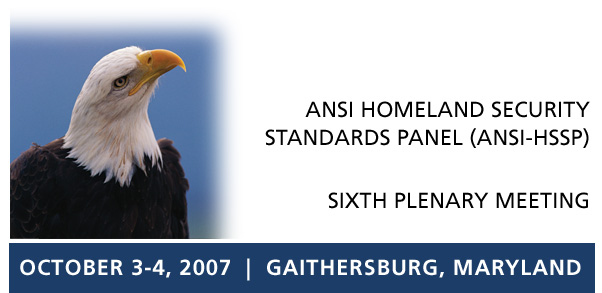 ANSI HOMELAND SECURITY
STANDARDS PANEL (ANSI-HSSP)
SIXTH PLENARY MEETING
OCTOBER 3-4, 2007 | GAITHERSBURG, MARYLAND